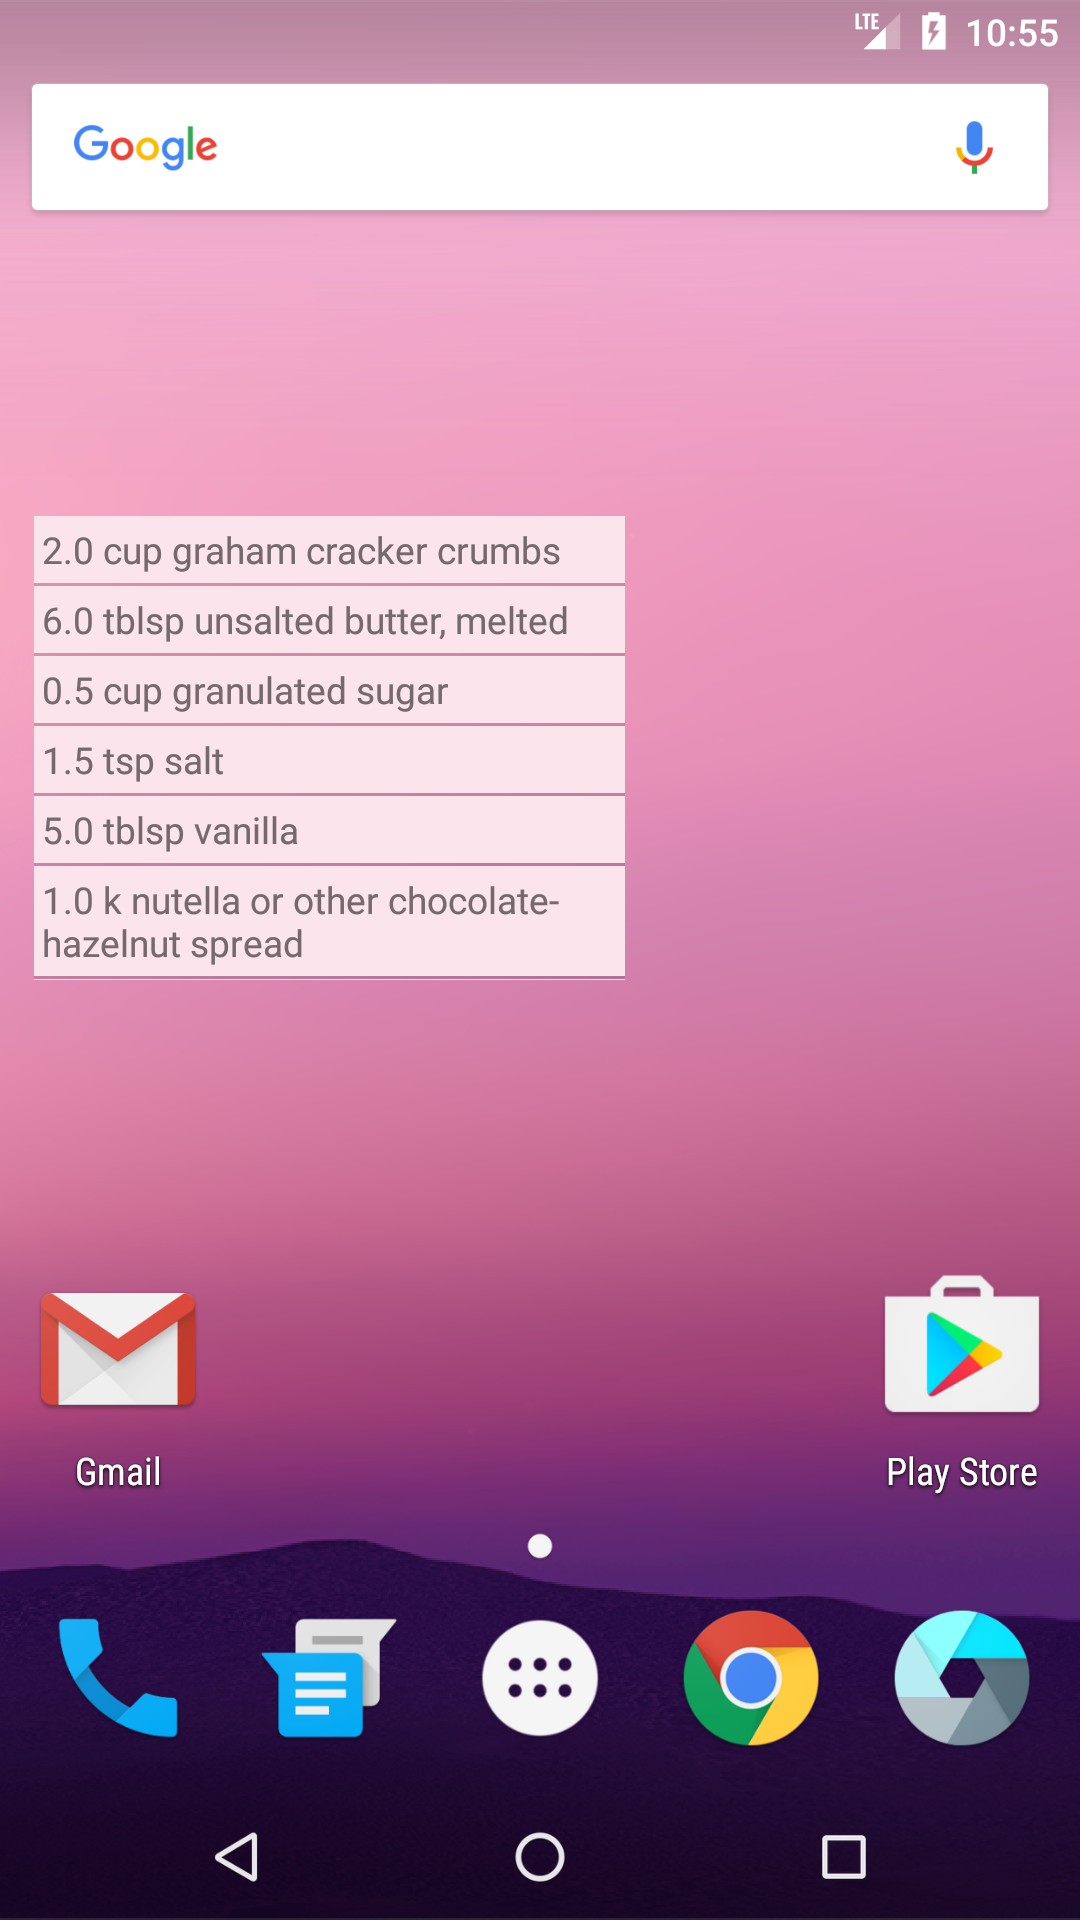 LTE 10:55
Google
2.0 cup graham cracker crumbs
6.0 tblsp unsalted butter, melted
0.5 cup granulated sugar
1.5 tsp salt
5.0 tblsp vanilla
1.0 k nutella or other chocolate-
hazelnut spread
Gmail
Play Store